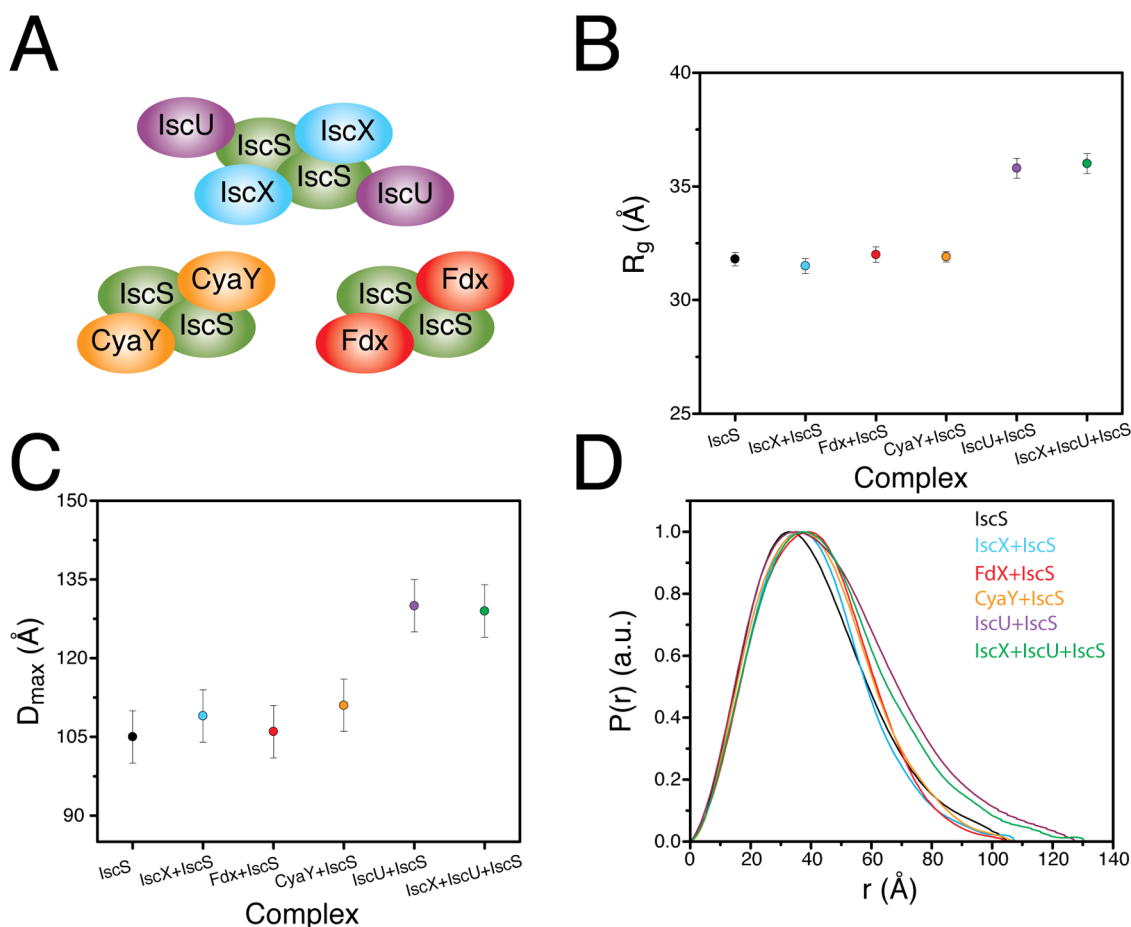 A
IscU
IscS
IscX
IscX
IscS
IscU
IscS
CyaY
CyaY
IscS
IscS
Fdx
Fdx
IscS
B
40
35
30
25
Rg (Å)
IscS
IscX+IscS
Fdx+IscS
CyaY+IscS
IscU+IscS
IscX+IscU+IscS
Complex
C
150
135
120
105
90
Dmax (Å)
IscS
IscX+IscS
Fdx+IscS
CyaY+IscS
IscU+IscS
IscX+IscU+IscS
Complex
D
1.0
0.8
0.6
0.4
0.2
0.0
P(r) (a.u.)
IscS
IscX+IscS
FdX+IscS
CyaY+IscS
IscU+IscS
IscX+IscU+IscS
0 20 40 60 80 100 120 140
r (Å)